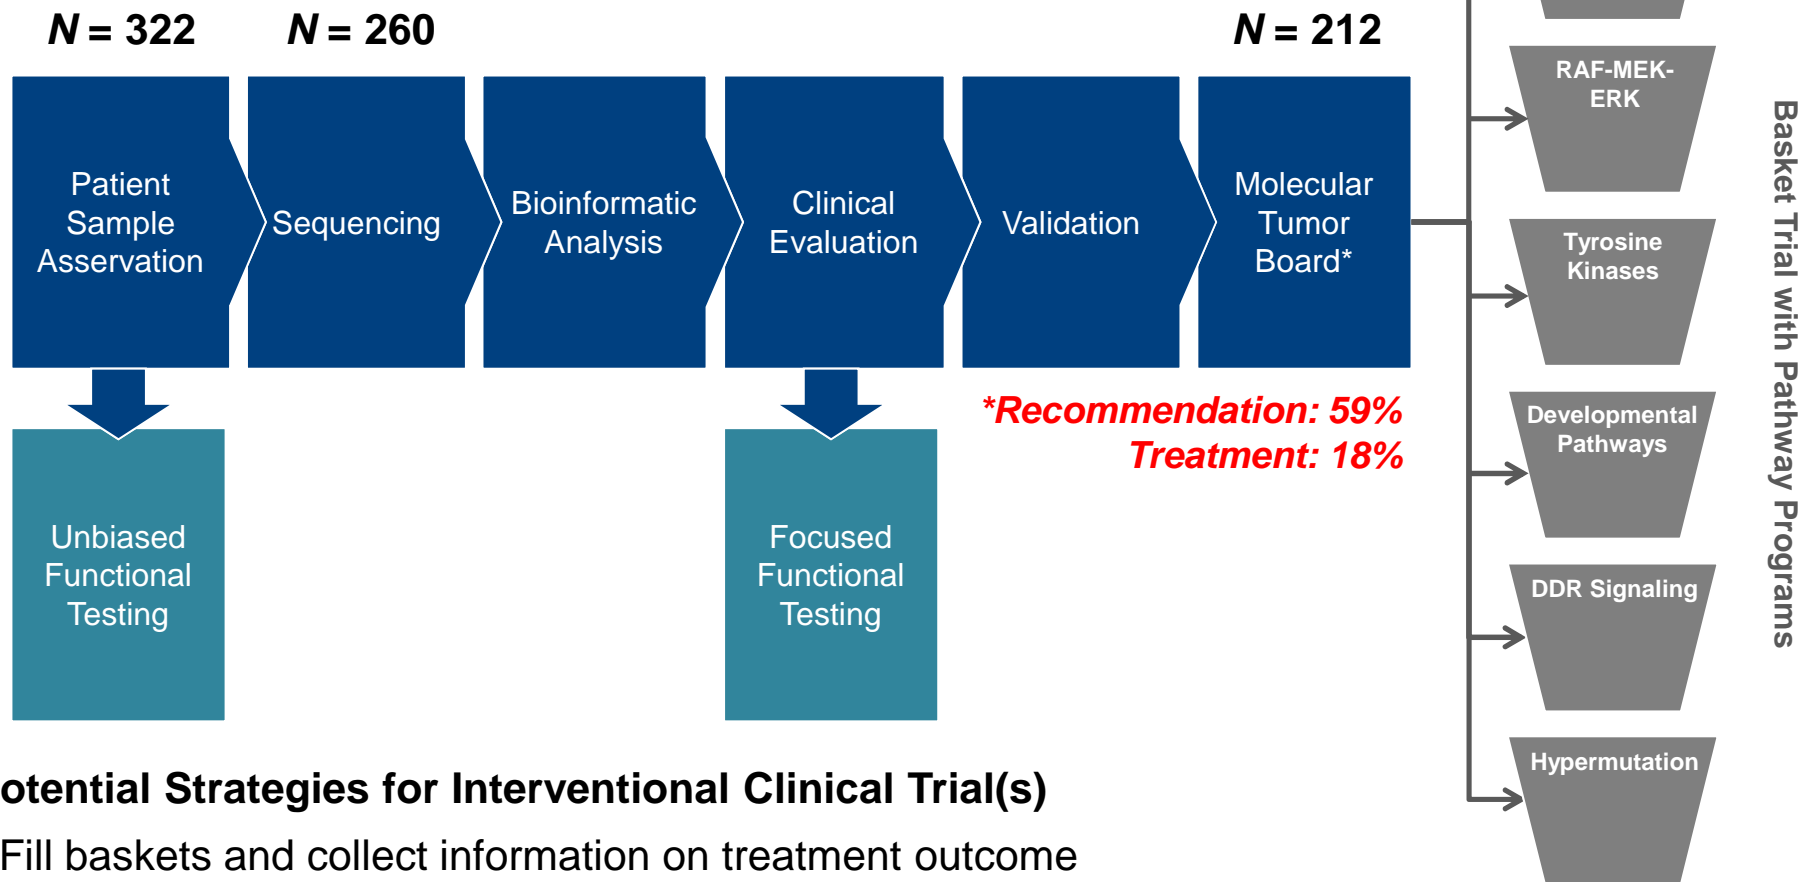 N = 322
N = 260
N = 212
Patient
Sample
Asservation
Sequencing
Bioinformatic
Analysis
Clinical
Evaluation
Validation
Molecular
Tumor
Board*
*Recommendation: 59%
Treatment: 18%
Unbiased
Functional
Testing
Focused
Functional
Testing
RAF-MEK-
ERK
Tyrosine
Kinases
Developmental
Pathways
DDR Signaling
Hypermutation
Basket Trial with Pathway Programs
otential Strategies for Interventional Clinical Trial(s)
Fill baskets and collect information on treatment outcome